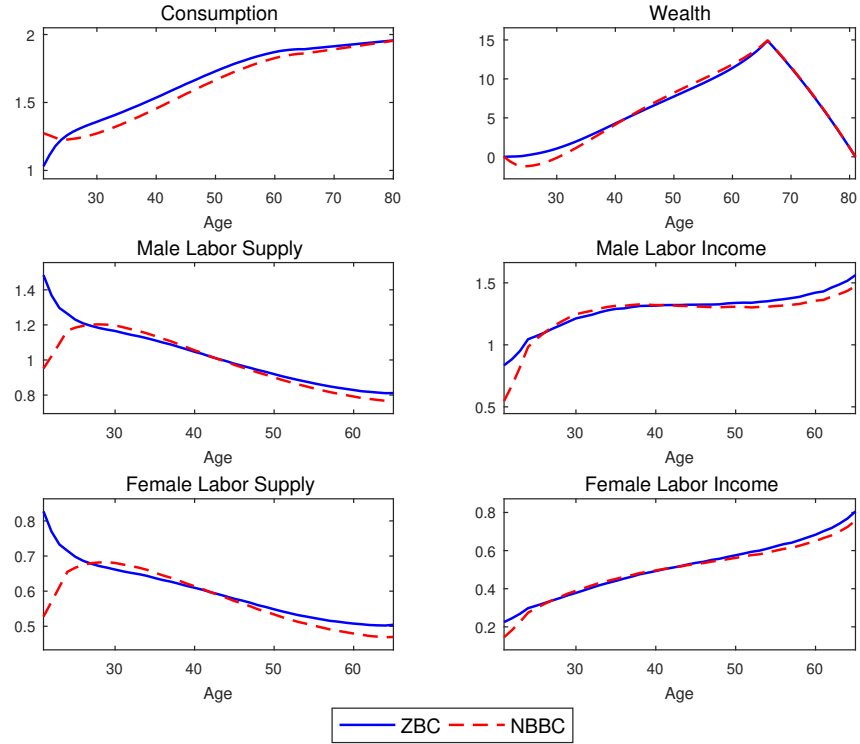 Consumption
2
1.5
1
30 40 50 60 70 80
Age
Wealth
15
10
5
0
30 40 50 60 70 80
Age
Male Labor Supply
1.4
1.2
1
0.8
30 40 50 60
Age
Male Labor Income
1.5
1
0.5
30 40 50 60
Age
Female Labor Supply
0.8
0.7
0.6
0.5
30 40 50 60
Age
Female Labor Income
0.8
0.6
0.4
0.2
30 40 50 60
Age
ZBC NBBC